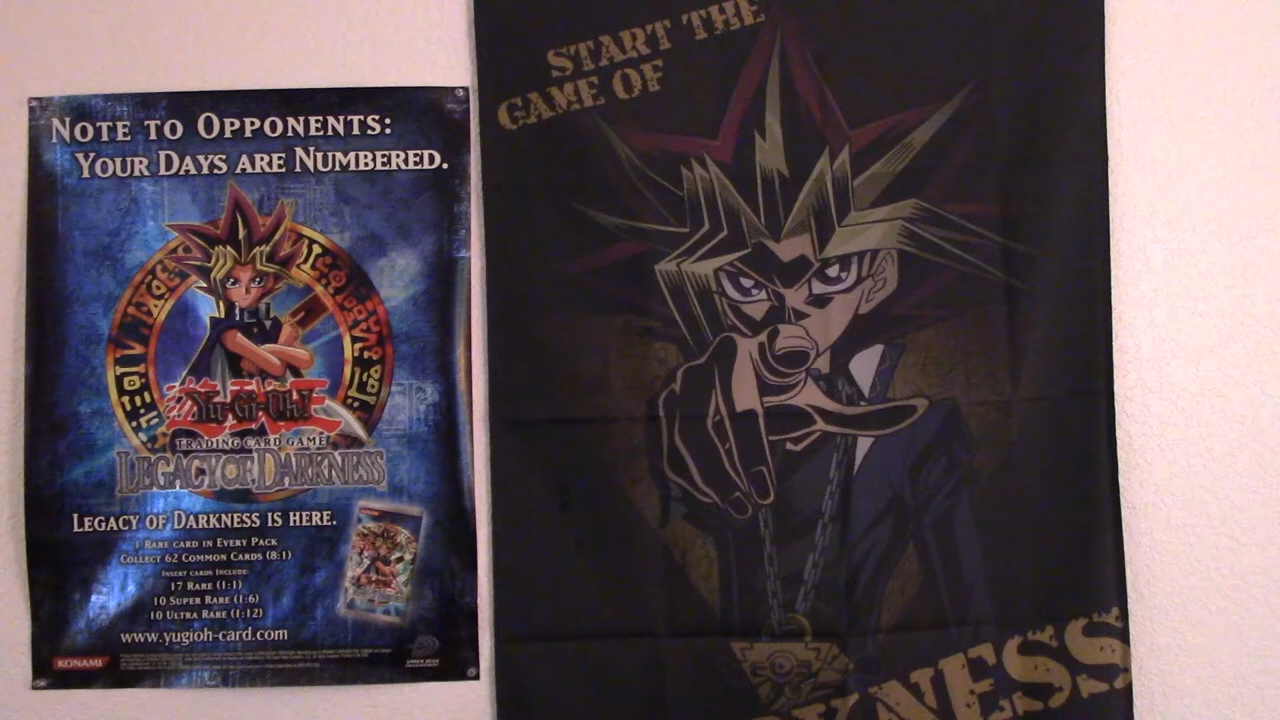 NOTE TO OPPONENTS:
YOUR DAYS ARE NUMBERED.
Yu-Gi-Oh!
TRADING CARD GAME
LEGACY OF DARKNESS
LEGACY OF DARKNESS IS HERE.
1 RARE CARD IN EVERY PACK
COLLECT 62 COMMON CARDS (8:1)
INSERT CARDS INCLUDE:
17 RARE (1:1)
10 SUPER RARE (1:6)
10 ULTRA RARE (1:12)
www.yugioh-card.com
KONAMI
UPPER DECK
START THE
GAME OF
KNESS